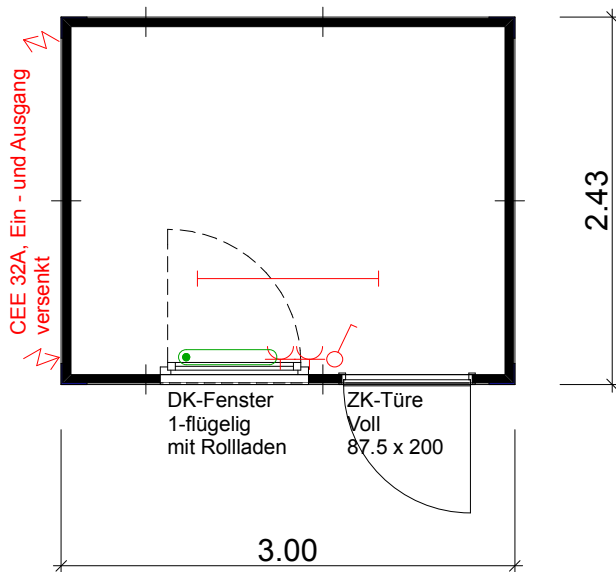 CEE 32A, Ein - und Ausgang
versenkt
2.43
DK-Fenster
1-flügelig
mit Rollladen
ZK-Türe
Voll
87.5 x 200
3.00